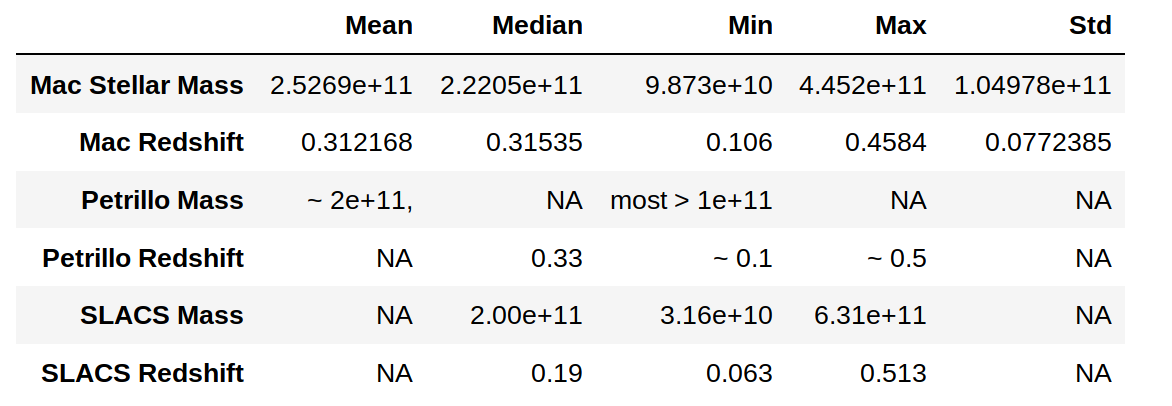 Mean Median Min Max Std
Mac Stellar Mass 2.5269e+11 2.2205e+11 9.873e+10 4.452e+11 1.04978e+11
Mac Redshift 0.312168 0.31535 0.106 0.4584 0.0772385
Petrillo Mass ~ 2e+11, NA most > 1e+11 NA NA
Petrillo Redshift NA 0.33 ~ 0.1 ~ 0.5 NA
SLACS Mass NA 2.00e+11 3.16e+10 6.31e+11 NA
SLACS Redshift NA 0.19 0.063 0.513 NA